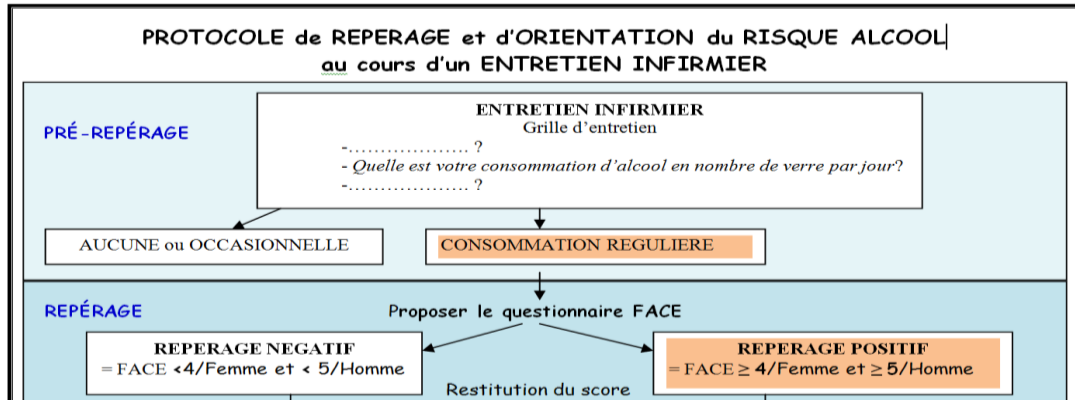 PROTOCOLE de REPERAGE et d'ORIENTATION du RISQUE ALCOOL
au cours d'un ENTRETIEN INFIRMIER
PRÉ-REPÉRAGE
ENTRETIEN INFIRMIER
Grille d'entretien
-……………….. ?
- Quelle est votre consommation d'alcool en nombre de verre par jour?
-……………….. ?
AUCUNE ou OCCASIONNELLE
CONSOMMATION REGULIERE
REPÉRAGE
Proposer le questionnaire FACE
REPERAGE NEGATIF
= FACE <4/Femme et < 5/Homme
REPERAGE POSITIF
= FACE ≥ 4/Femme et ≥ 5/Homme
Restitution du score